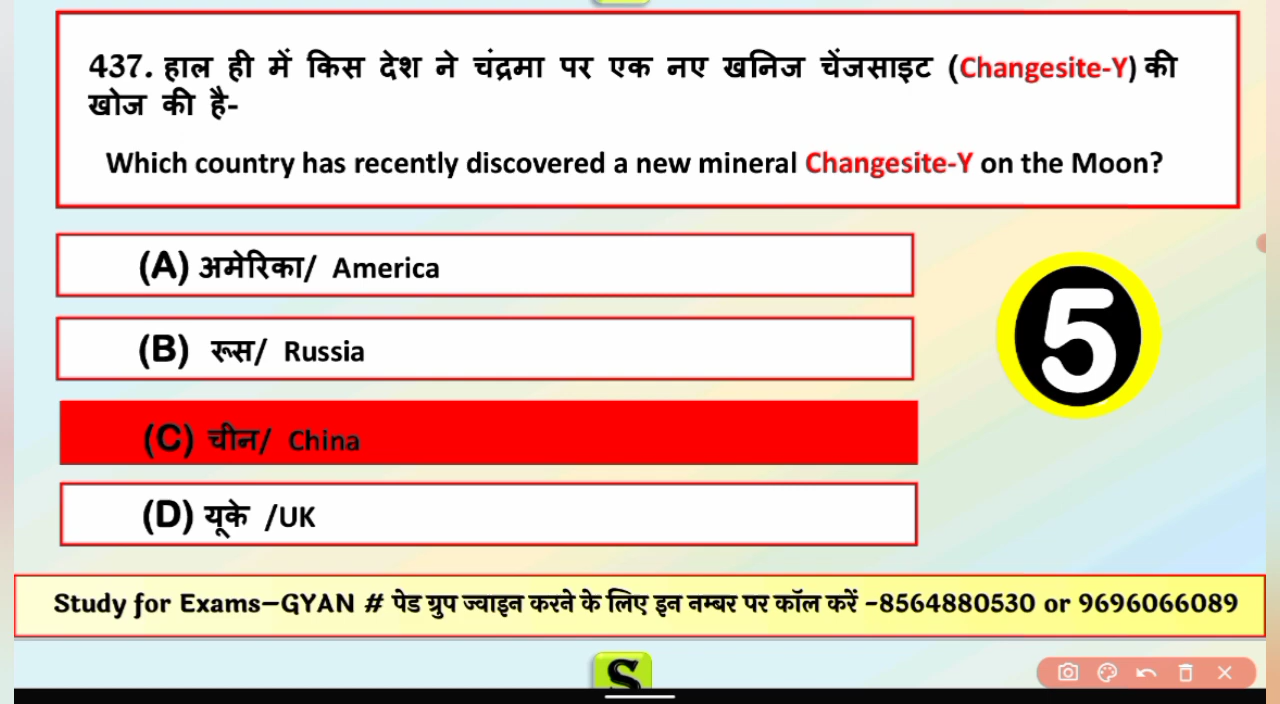 437. हाल ही में किस देश ने चंद्रमा पर एक नए खनिज चेंजसाइट (Changesite-Y) की
खोज की है-
Which country has recently discovered a new mineral Changesite-Y on the Moon?
(A) अमेरिका/ America
(B) रूस/ Russia
5
(C) चीन/ China
(D) यूके /UK
Study for Exams–GYAN # पेड ग्रुप ज्वाइन करने के लिए इन नम्बर पर कॉल करें -8564880530 or 9696066089
S